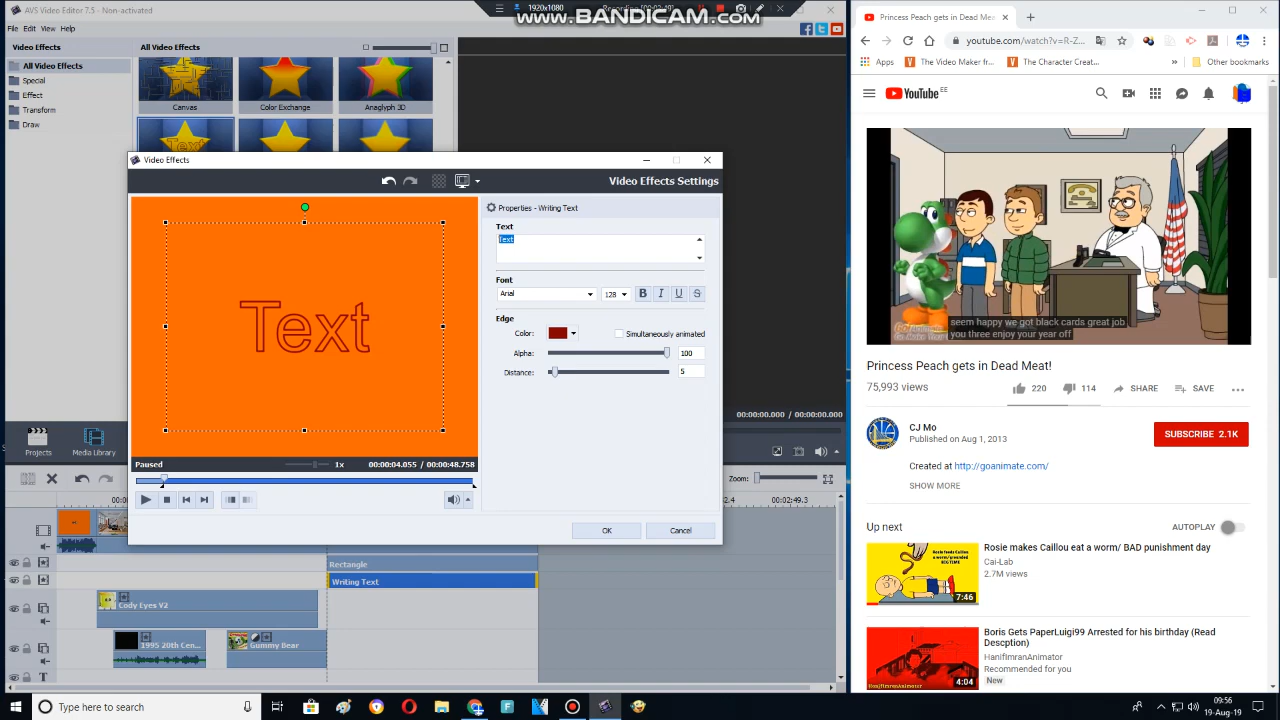 AVS Video Editor 7.5 - Non-activated
1920x1080
www.BANDICAM.com
File Edit View Help
Video Effects
All Video Effects
All Video Effects
Special
Effect
Transform
Draw
Canvas
Color Exchange
Anaglyph 3D
Video Effects
Video Effects Settings
Properties - Writing Text
Text
Text
Font
Arial
128
B I U S
Edge
Color:
Simultaneously animated
Alpha:
100
Distance:
5
Text
Paused
1x
00:00:04.055 / 00:00:48.758
OK
Cancel
00:00:00.000 / 00:00:00.000
Projects
Media Library
Zoom:
2.4
00:02:49.3
Rectangle
Writing Text
Cody Eyes V2
1995 20th Cen...
Gummy Bear
T
Princess Peach gets in Dead Mea
youtube.com/watch?v=R-Z...
Apps
The Video Maker fr...
The Character Creat...
»
Other bookmarks
YouTube EE
seem happy we got black cards great job
you three enjoy your year off
Princess Peach gets in Dead Meat!
75,993 views
220
114
SHARE
SAVE
CJ Mo
Published on Aug 1, 2013
SUBSCRIBE 2.1K
Created at http://goanimate.com/
SHOW MORE
Up next
AUTOPLAY
Rosie makes Caillou eat a worm/ BAD punishment day
Cai-Lab
2.7M views
7:46
Boris Gets PaperLuigi99 Arrested for his birthday (Read
Desception)
HanifImranAnimator
Recommended for you
New
4:04
Type here to search
09:56
19-Aug-19